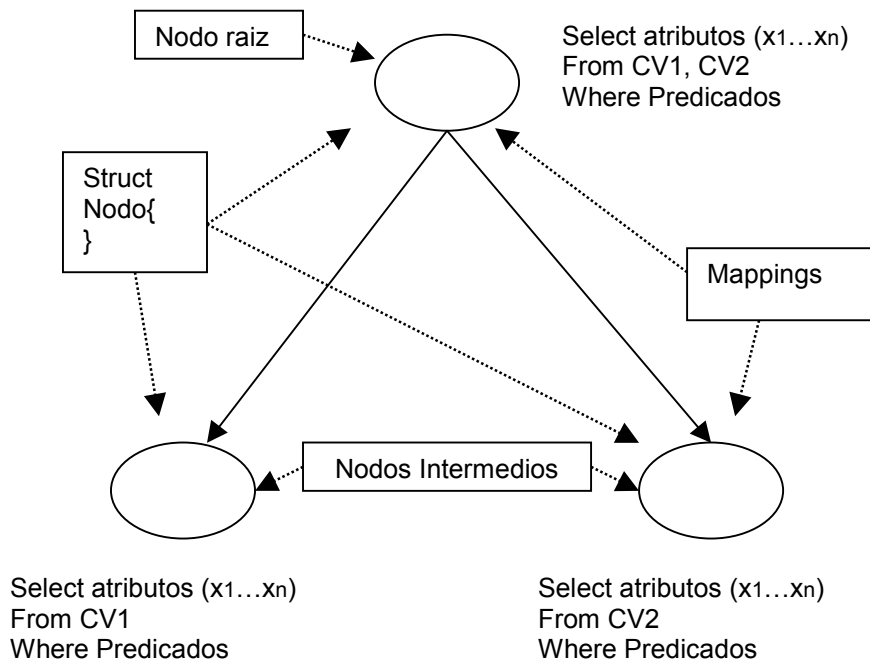 Nodo raiz
Select atributos (x1…xn)
From CV1, CV2
Where Predicados
Struct
Nodo{
}
Mappings
Nodos Intermedios
Select atributos (x1…xn)
From CV1
Where Predicados
Select atributos (x1…xn)
From CV2
Where Predicados